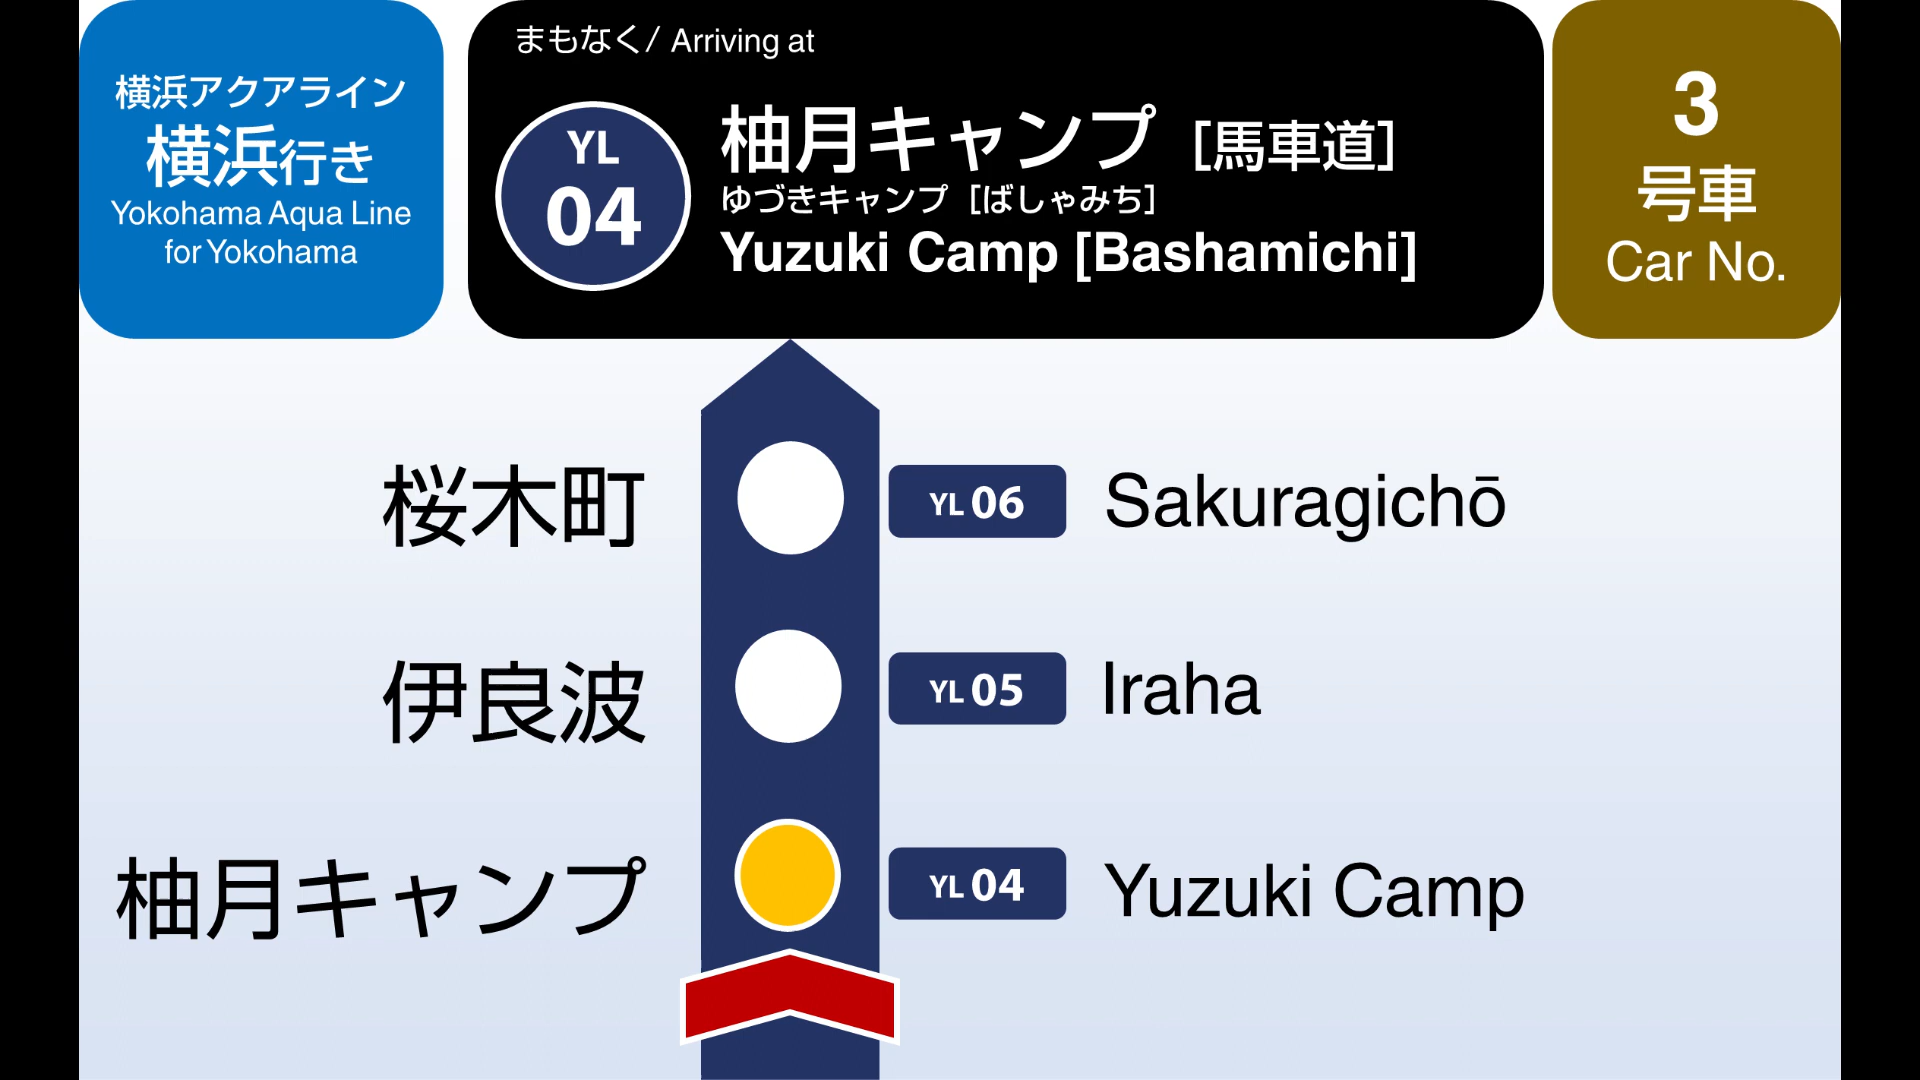 横浜アクアライン
横浜行き
Yokohama Aqua Line
for Yokohama
まもなく/ Arriving at
YL
04
柚月キャンプ [馬車道]
ゆづきキャンプ [ばしゃみち]
Yuzuki Camp [Bashamichi]
3
号車
Car No.
桜木町 YL 06 Sakuragichō
伊良波 YL 05 Iraha
柚月キャンプ YL 04 Yuzuki Camp